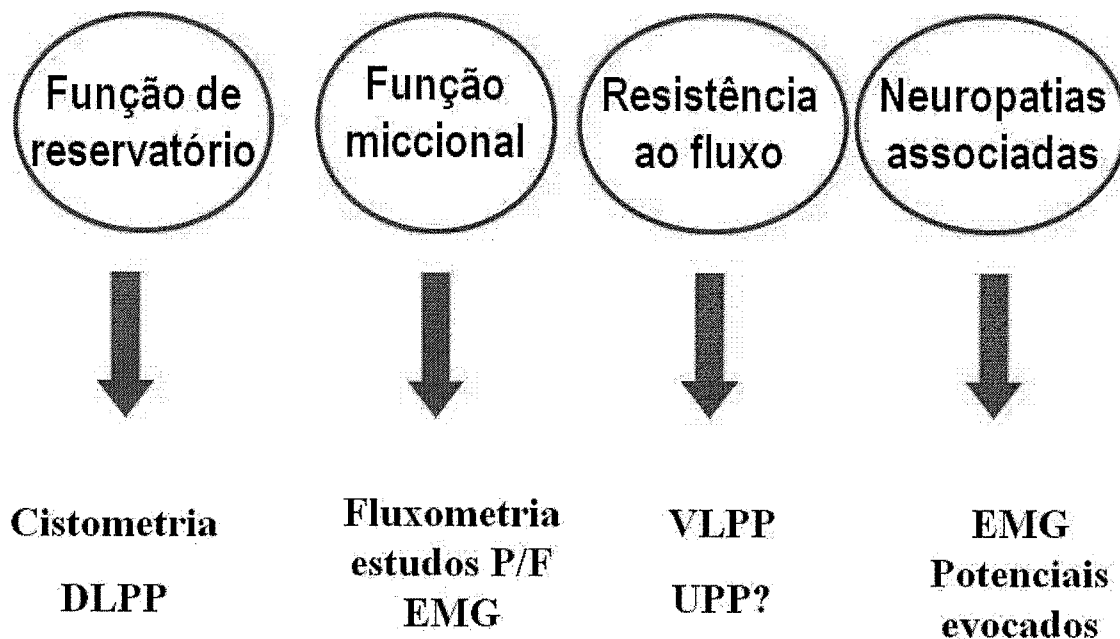 Função de
reservatório
Função
miccional
Resistência
ao fluxo
Neuropatias
associadas
Cistometria
DLPP
Fluxometria
estudos P/F
EMG
VLPP
UPP?
EMG
Potenciais
evocados